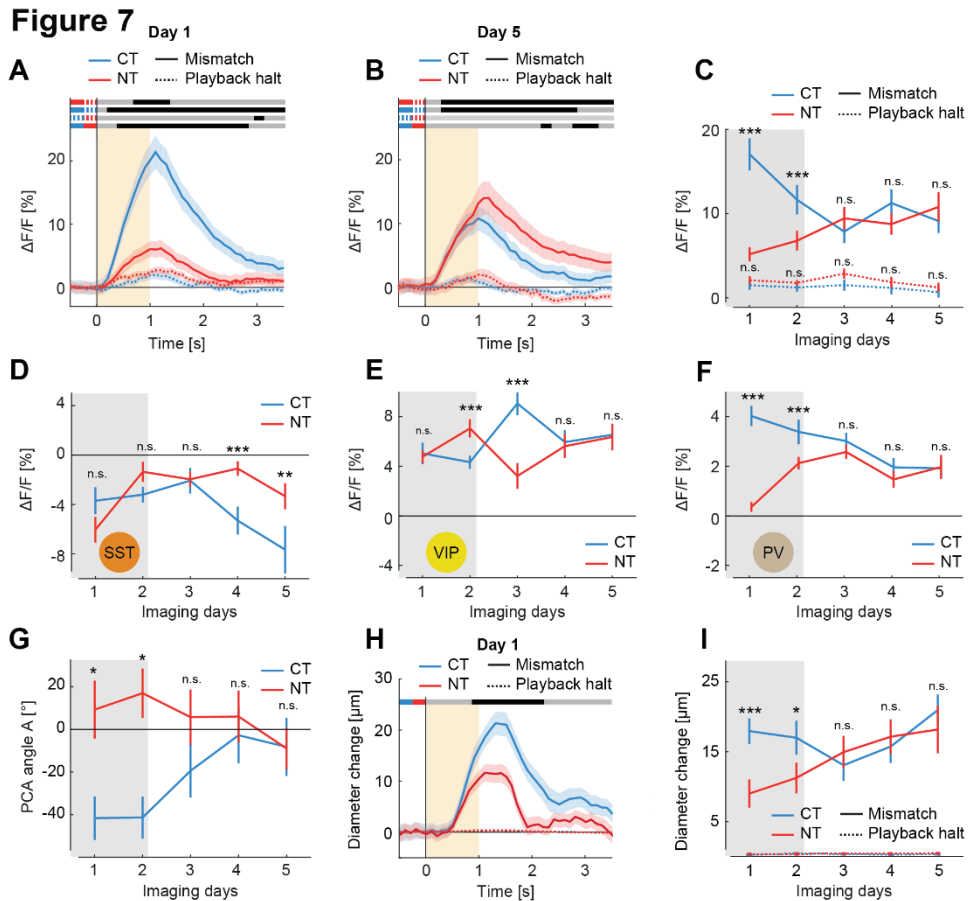 Figure 7
Day 1
CT Mismatch
NT Playback halt
A
ΔF/F [%]
20
10
0
0 1 2 3
Time [s]
Day 5
CT Mismatch
NT Playback halt
B
ΔF/F [%]
20
10
0
0 1 2 3
Time [s]
C
CT Mismatch
NT Playback halt
ΔF/F [%]
20
10
0
*** *** n.s. n.s. n.s.
n.s. n.s. n.s. n.s. n.s.
1 2 3 4 5
Imaging days
D
CT
NT
ΔF/F [%]
4
0
-4
-8
n.s. n.s. n.s. *** **
SST
1 2 3 4 5
Imaging days
E
ΔF/F [%]
8
4
0
-4
n.s. *** *** n.s. n.s.
VIP
CT
NT
1 2 3 4 5
Imaging days
F
ΔF/F [%]
4
2
0
-2
*** *** n.s. n.s. n.s.
PV
CT
NT
1 2 3 4 5
Imaging days
G
CT
NT
PCA angle A [°]
20
0
-20
-40
* * n.s. n.s. n.s.
1 2 3 4 5
Imaging days
H
Day 1
CT Mismatch
NT Playback halt
Diameter change [µm]
20
10
0
0 1 2 3
Time [s]
I
Diameter change [µm]
25
15
5
*** * n.s. n.s. n.s.
CT Mismatch
NT Playback halt
1 2 3 4 5
Imaging days